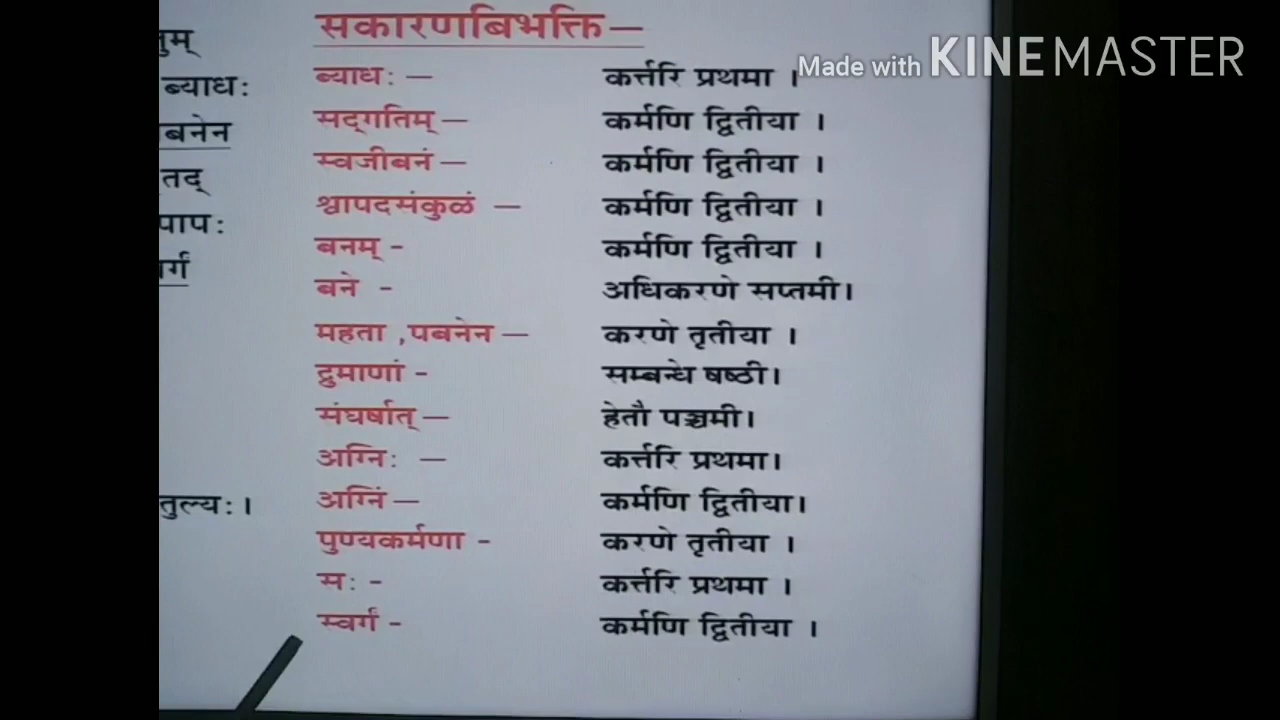 सकारणबिभक्ति—
Made with KINEMASTER
ुम्
ब्याधः
बनेन
तद्
पापः
र्गं
तुल्यः।
ब्याधः — कर्त्तरि प्रथमा ।
सद्‌गतिम् — कर्मणि द्वितीया ।
स्वजीबनं — कर्मणि द्वितीया ।
श्वापदसंकुळं — कर्मणि द्वितीया ।
बनम् - कर्मणि द्वितीया ।
बने - अधिकरणे सप्तमी।
महता ,पबनेन — करणे तृतीया ।
द्रुमाणां - सम्बन्धे षष्ठी।
संघर्षात् — हेतौ पञ्चमी।
अग्निः — कर्त्तरि प्रथमा।
अग्निं — कर्मणि द्वितीया।
पुण्यकर्मणा - करणे तृतीया ।
सः - कर्त्तरि प्रथमा ।
स्वर्गं - कर्मणि द्वितीया ।